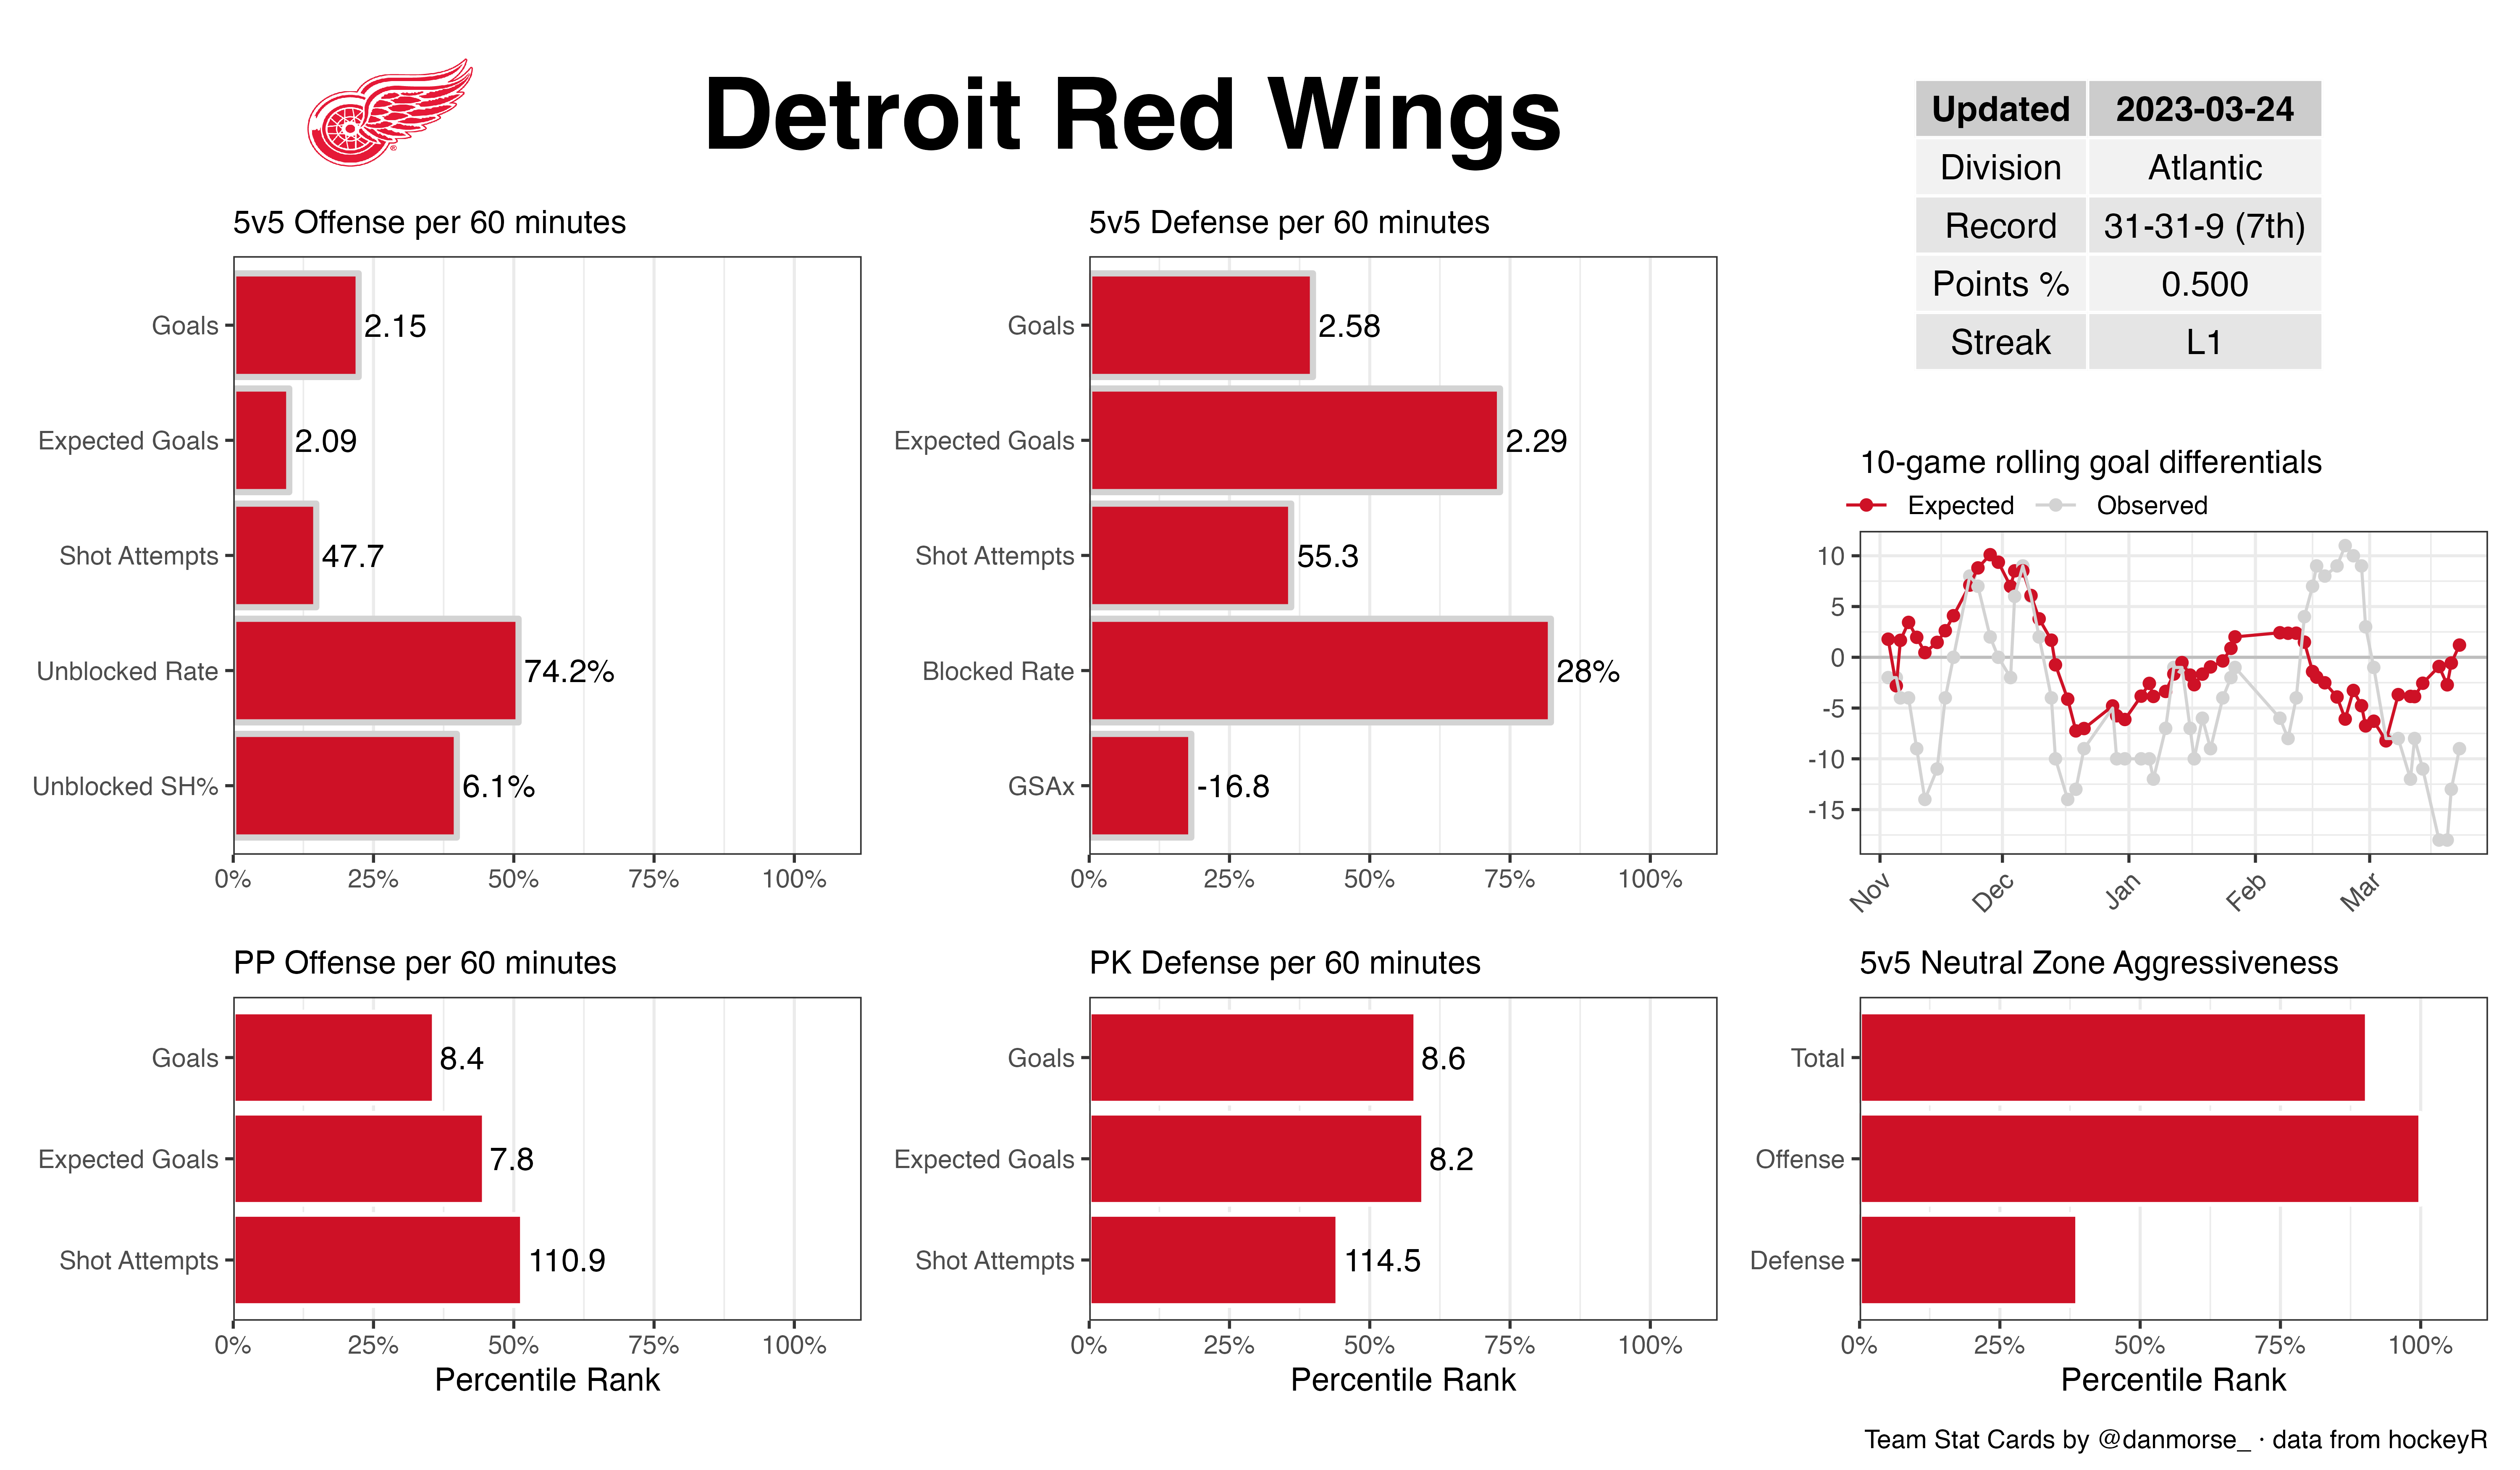 Detroit Red Wings
Updated 2023-03-24
Division Atlantic
Record 31-31-9 (7th)
Points % 0.500
Streak L1
5v5 Offense per 60 minutes
Goals 2.15
Expected Goals 2.09
Shot Attempts 47.7
Unblocked Rate 74.2%
Unblocked SH% 6.1%
0% 25% 50% 75% 100%
5v5 Defense per 60 minutes
Goals 2.58
Expected Goals 2.29
Shot Attempts 55.3
Blocked Rate 28%
GSAx -16.8
0% 25% 50% 75% 100%
10-game rolling goal differentials
Expected Observed
10
5
0
-5
-10
-15
Nov Dec Jan Feb Mar
PP Offense per 60 minutes
Goals 8.4
Expected Goals 7.8
Shot Attempts 110.9
0% 25% 50% 75% 100%
Percentile Rank
PK Defense per 60 minutes
Goals 8.6
Expected Goals 8.2
Shot Attempts 114.5
0% 25% 50% 75% 100%
Percentile Rank
5v5 Neutral Zone Aggressiveness
Total
Offense
Defense
0% 25% 50% 75% 100%
Percentile Rank
Team Stat Cards by @danmorse_ · data from hockeyR